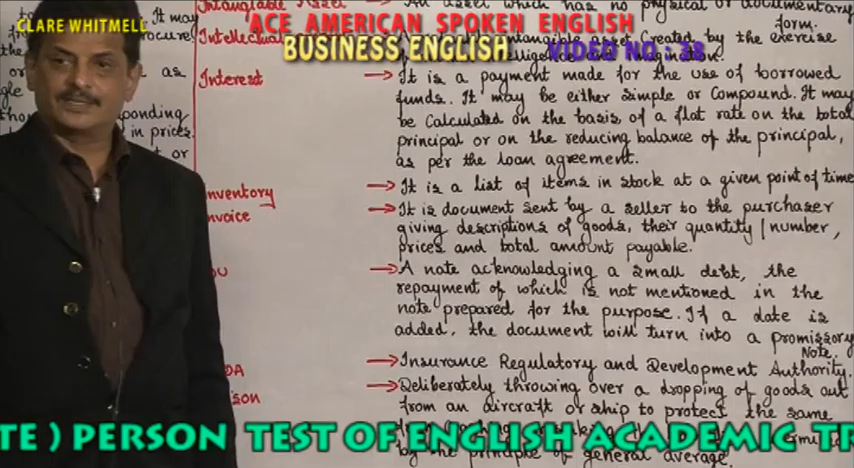 to procure
CLARE WHITMELL
ACE AMERICAN SPOKEN ENGLISH
BUSINESS ENGLISH VIDEO NO : 38
An asset which has no physical or documentary
form.
Intellectual
intangible asset created by the exercise
Interest → It is a payment made for the use of borrowed
funds. It may be either simple or compound. It may
be calculated on the basis of a flat rate on the total
principal or on the reducing balance of the principal,
as per the loan agreement.
nventory → It is a list of items in stock at a given point of time
nvoice → It is document sent by a seller to the purchaser
giving descriptions of goods, their quantity / number,
prices and total amount payable.
OU → A note acknowledging a small debt, the
repayment of which is not mentioned in the
note prepared for the purpose. If a date is
added, the document will turn into a promissory
Note.
DA → Insurance Regulatory and Development Authority.
ison → Deliberately throwing over a dropping of goods out
from an aircraft or ship to protect the same
TE ) PERSON TEST OF ENGLISH ACADEMIC TR
by the principle of general average.